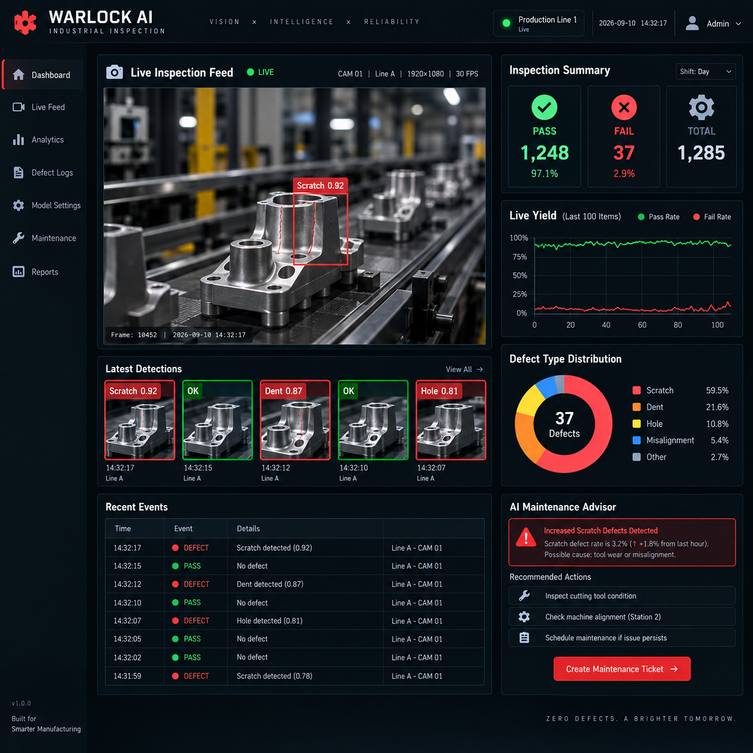 WARLOCK AI
INDUSTRIAL INSPECTION
VISION × INTELLIGENCE × RELIABILITY
Production Line 1
Live
2026-09-10 14:32:17
Admin
Dashboard
Live Feed
Analytics
Defect Logs
Model Settings
Maintenance
Reports
v1.0.0
Built for
Smarter Manufacturing
Live Inspection Feed
LIVE
CAM 01 | Line A | 1920×1080 | 30 FPS
Scratch 0.92
Frame: 10452 | 2026-09-10 14:32:17
Latest Detections
View All →
Scratch 0.92
OK
Dent 0.87
OK
Hole 0.81
14:32:17
14:32:15
14:32:12
14:32:10
14:32:07
Line A
Line A
Line A
Line A
Line A
Recent Events
Time Event Details
14:32:17 DEFECT Scratch detected (0.92) Line A - CAM 01
14:32:15 PASS No defect Line A - CAM 01
14:32:12 DEFECT Dent detected (0.87) Line A - CAM 01
14:32:10 PASS No defect Line A - CAM 01
14:32:07 DEFECT Hole detected (0.81) Line A - CAM 01
14:32:05 PASS No defect Line A - CAM 01
14:32:02 PASS No defect Line A - CAM 01
14:31:59 DEFECT Scratch detected (0.78) Line A - CAM 01
Inspection Summary
Shift: Day
PASS
1,248
97.1%
FAIL
37
2.9%
TOTAL
1,285
Live Yield (Last 100 Items)
Pass Rate
Fail Rate
100%
75%
50%
25%
0%
0 20 40 60 80 100
Defect Type Distribution
37
Defects
Scratch 59.5%
Dent 21.6%
Hole 10.8%
Misalignment 5.4%
Other 2.7%
AI Maintenance Advisor
Increased Scratch Defects Detected
Scratch defect rate is 3.2% (↑ +1.8% from last hour).
Possible cause: tool wear or misalignment.
Recommended Actions
Inspect cutting tool condition
Check machine alignment (Station 2)
Schedule maintenance if issue persists
Create Maintenance Ticket →
ZERO DEFECTS. A BRIGHTER TOMORROW.